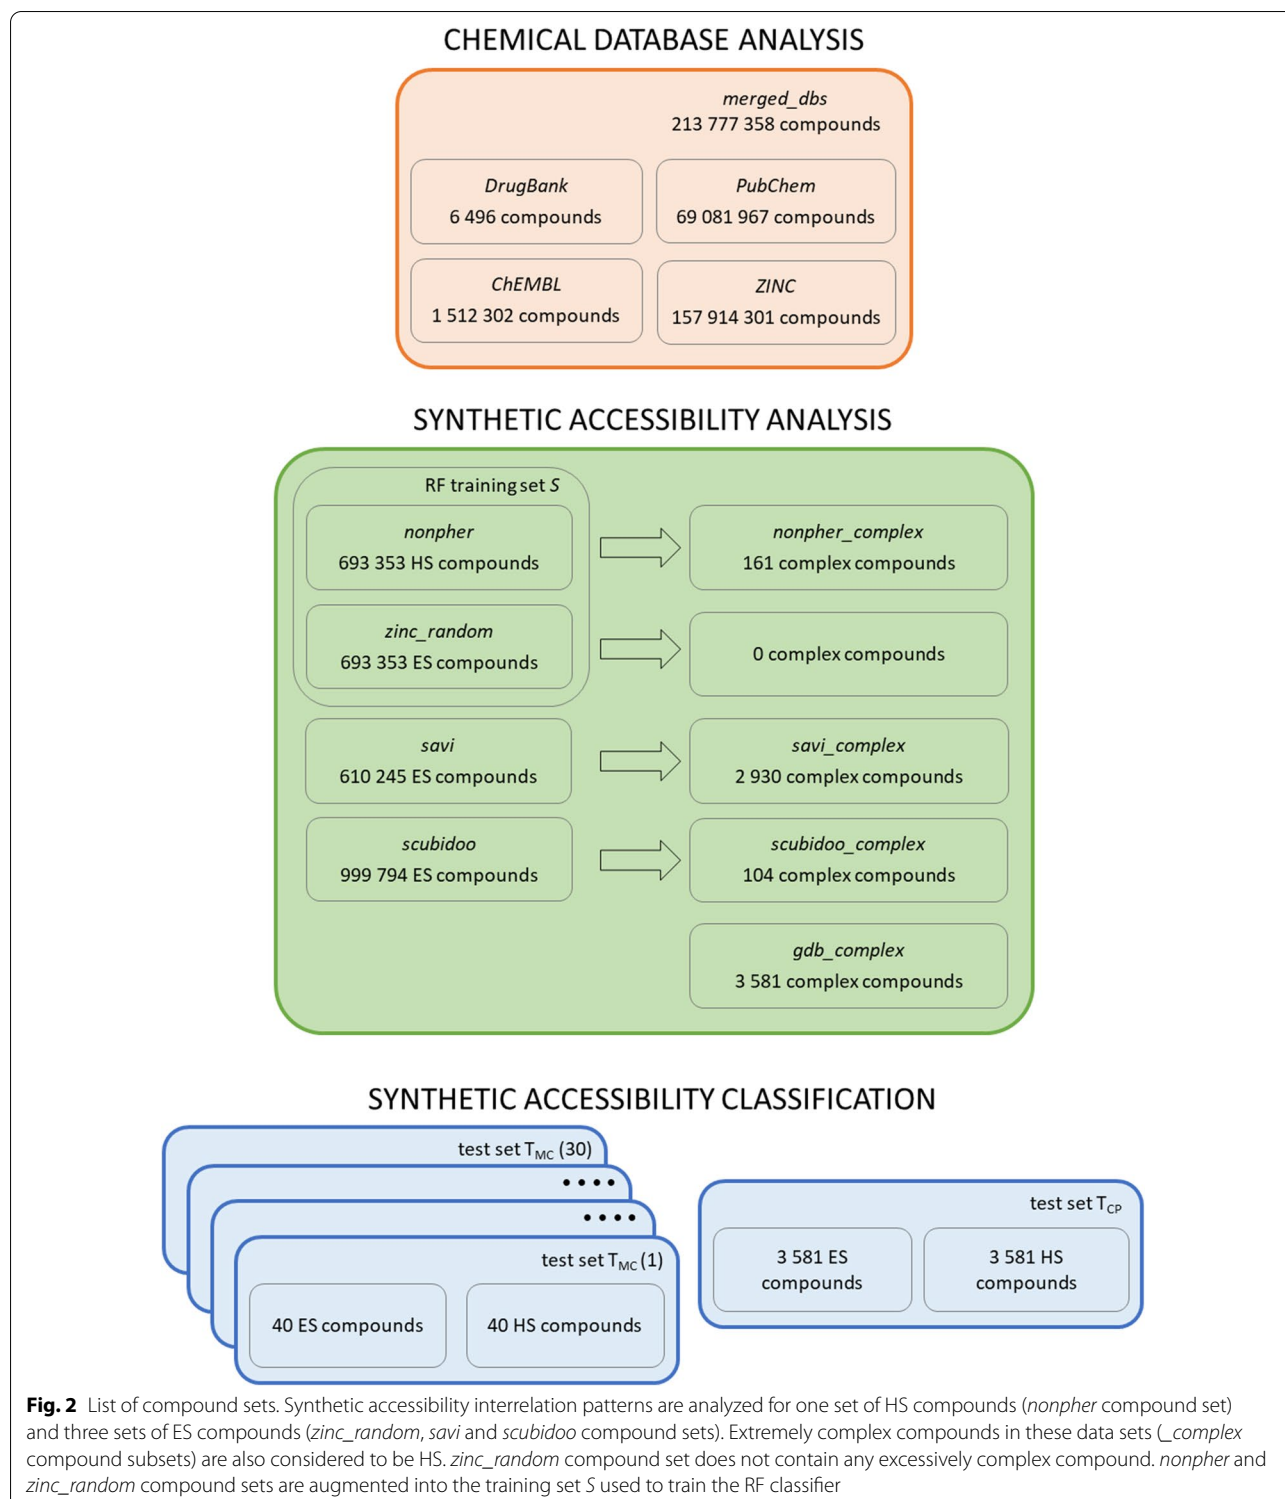 CHEMICAL DATABASE ANALYSIS
merged_dbs
213 777 358 compounds
DrugBank
6 496 compounds
PubChem
69 081 967 compounds
ChEMBL
1 512 302 compounds
ZINC
157 914 301 compounds
SYNTHETIC ACCESSIBILITY ANALYSIS
RF training set S
nonpher
693 353 HS compounds
nonpher_complex
161 complex compounds
zinc_random
693 353 ES compounds
0 complex compounds
savi
610 245 ES compounds
savi_complex
2 930 complex compounds
scubidoo
999 794 ES compounds
scubidoo_complex
104 complex compounds
gdb_complex
3 581 complex compounds
SYNTHETIC ACCESSIBILITY CLASSIFICATION
test set TMC (30)
• • • •
• • • •
test set TMC (1)
40 ES compounds
40 HS compounds
test set TCP
3 581 ES
compounds
3 581 HS
compounds
Fig. 2 List of compound sets. Synthetic accessibility interrelation patterns are analyzed for one set of HS compounds (nonpher compound set)
and three sets of ES compounds (zinc_random, savi and scubidoo compound sets). Extremely complex compounds in these data sets (_complex
compound subsets) are also considered to be HS. zinc_random compound set does not contain any excessively complex compound. nonpher and
zinc_random compound sets are augmented into the training set S used to train the RF classifier